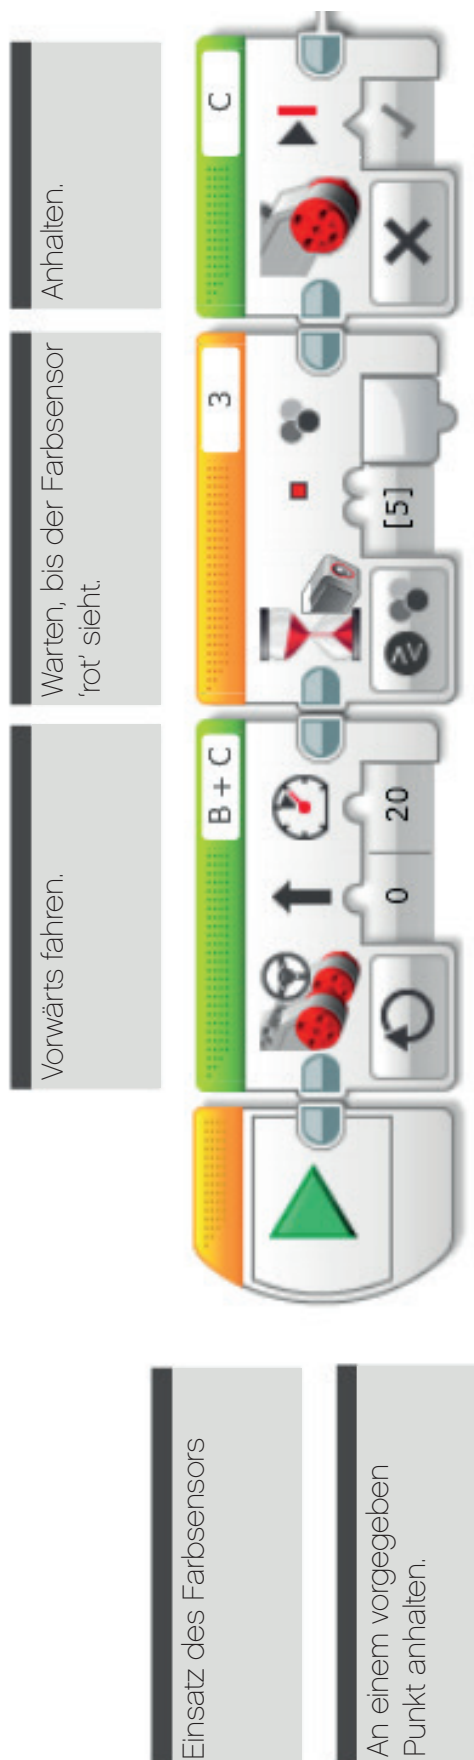 Einsatz des Farbsensors
An einem vorgegeben
Punkt anhalten.
Vorwärts fahren.
Warten, bis der Farbsensor
‘rot’ sieht.
Anhalten.
B + C
0
20
3
[5]
C